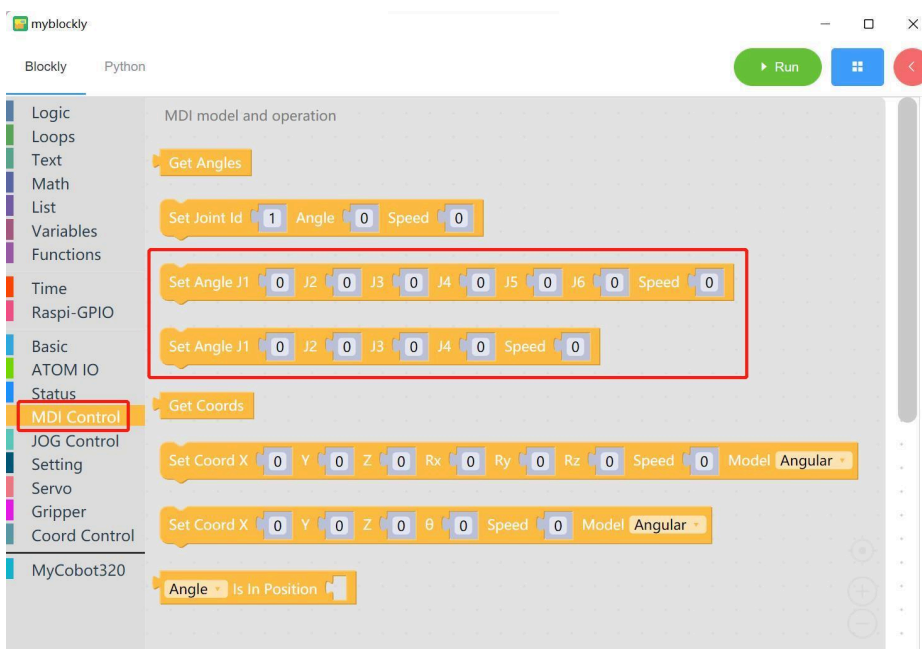 myblockly
Blockly Python
Run
Logic
Loops
Text
Math
List
Variables
Functions
Time
Raspi-GPIO
Basic
ATOM IO
Status
MDI Control
JOG Control
Setting
Servo
Gripper
Coord Control
MyCobot320
MDI model and operation
Get Angles
Set Joint Id 1 Angle 0 Speed 0
Set Angle J1 0 J2 0 J3 0 J4 0 J5 0 J6 0 Speed 0
Set Angle J1 0 J2 0 J3 0 J4 0 Speed 0
Get Coords
Set Coord X 0 Y 0 Z 0 Rx 0 Ry 0 Rz 0 Speed 0 Model Angular
Set Coord X 0 Y 0 Z 0 θ 0 Speed 0 Model Angular
Angle Is In Position